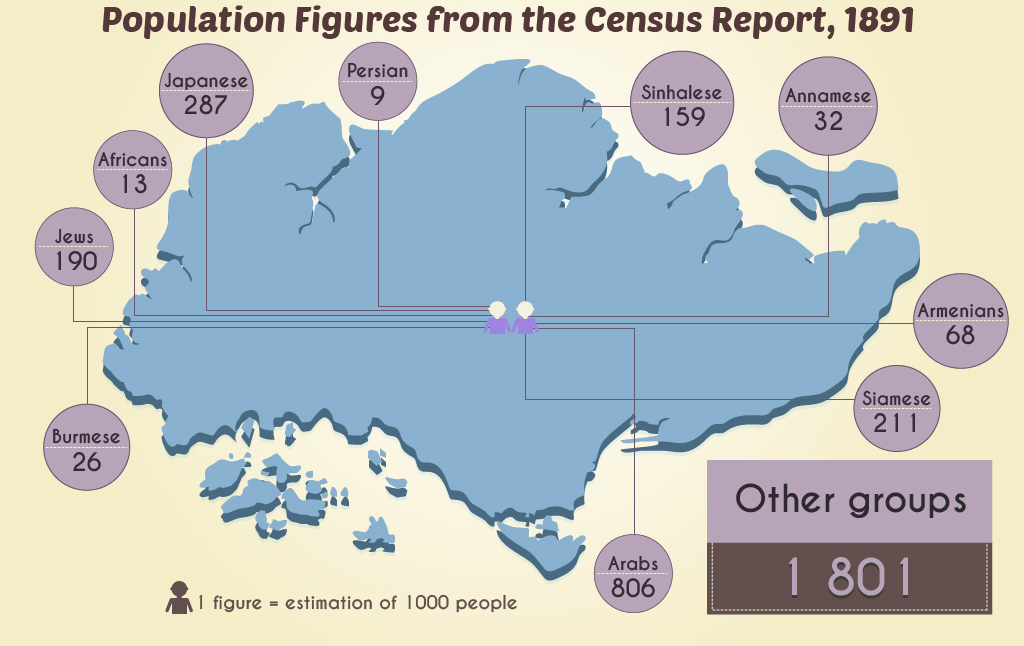 Population Figures from the Census Report, 1891
Japanese
287
Persian
9
Sinhalese
159
Annamese
32
Africans
13
Jews
190
Armenians
68
Siamese
211
Burmese
26
Other groups
1 801
Arabs
806
1 figure = estimation of 1000 people